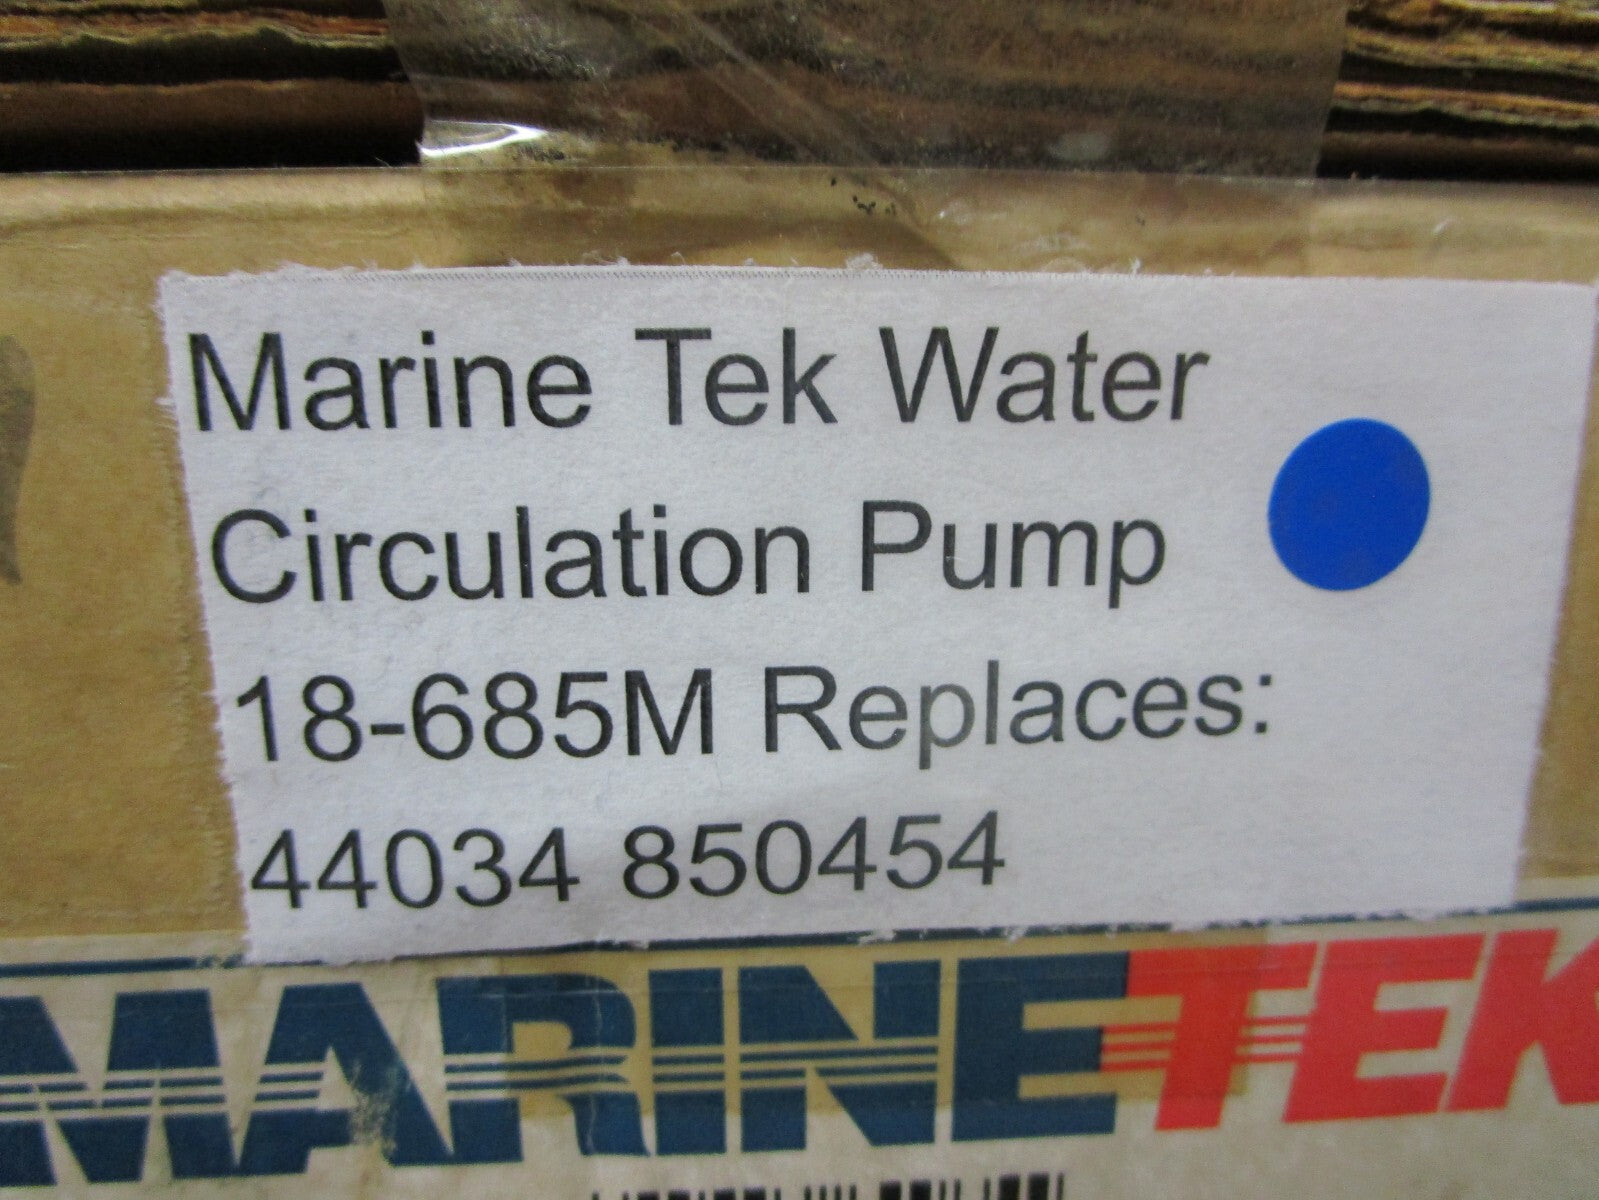 Marine Tek Water
Circulation Pump
18-685M Replaces:
44034 850454
MARINETEK